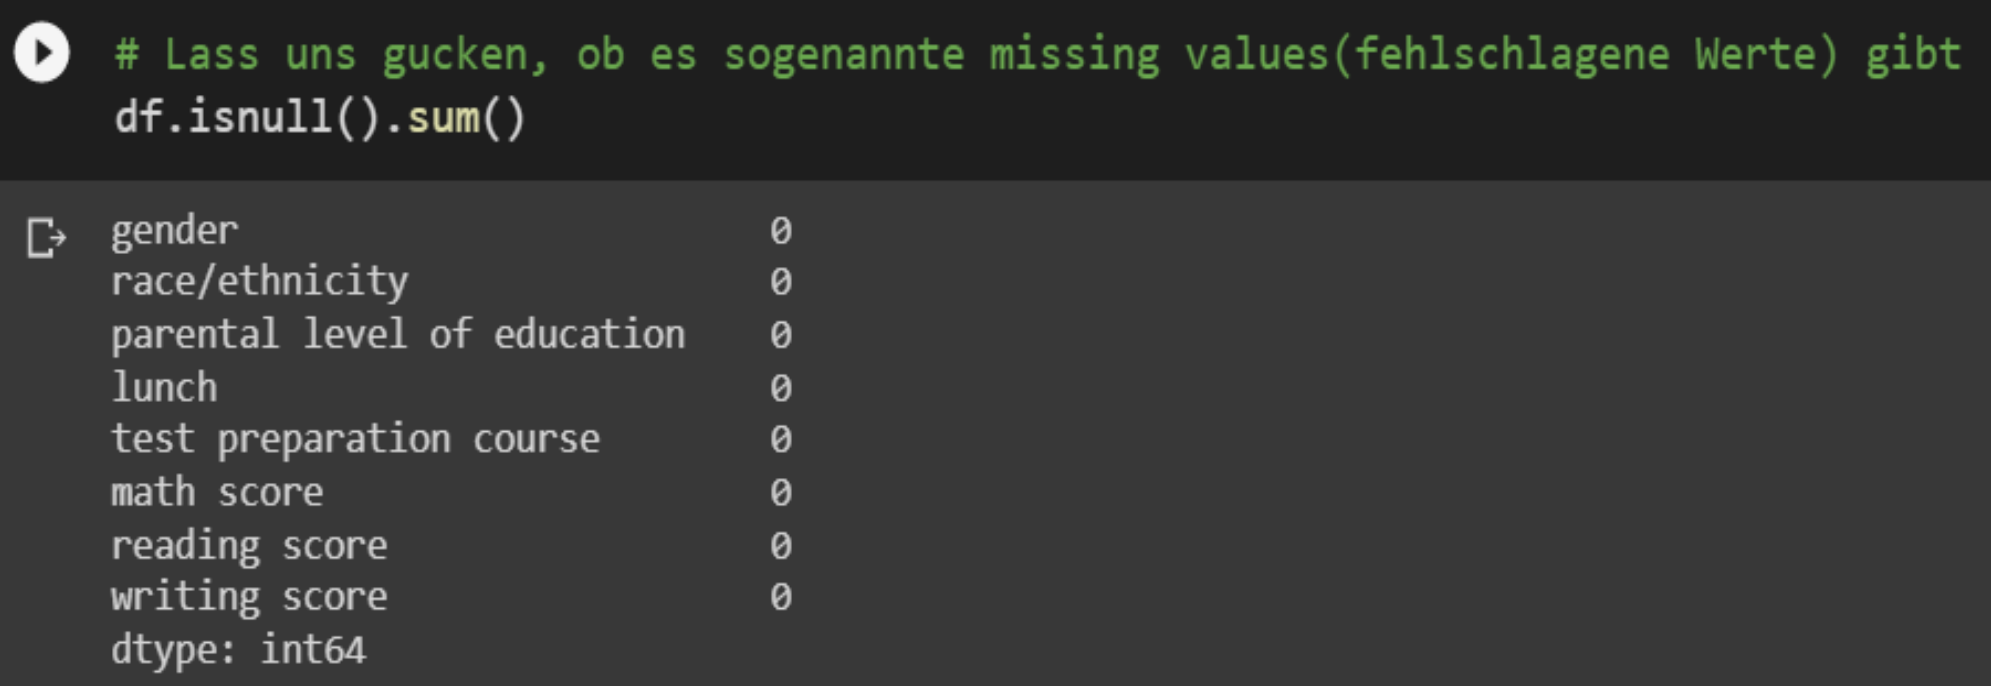 # Lass uns gucken, ob es sogenannte missing values(fehlschlagene Werte) gibt
df.isnull().sum()
gender 0
race/ethnicity 0
parental level of education 0
lunch 0
test preparation course 0
math score 0
reading score 0
writing score 0
dtype: int64